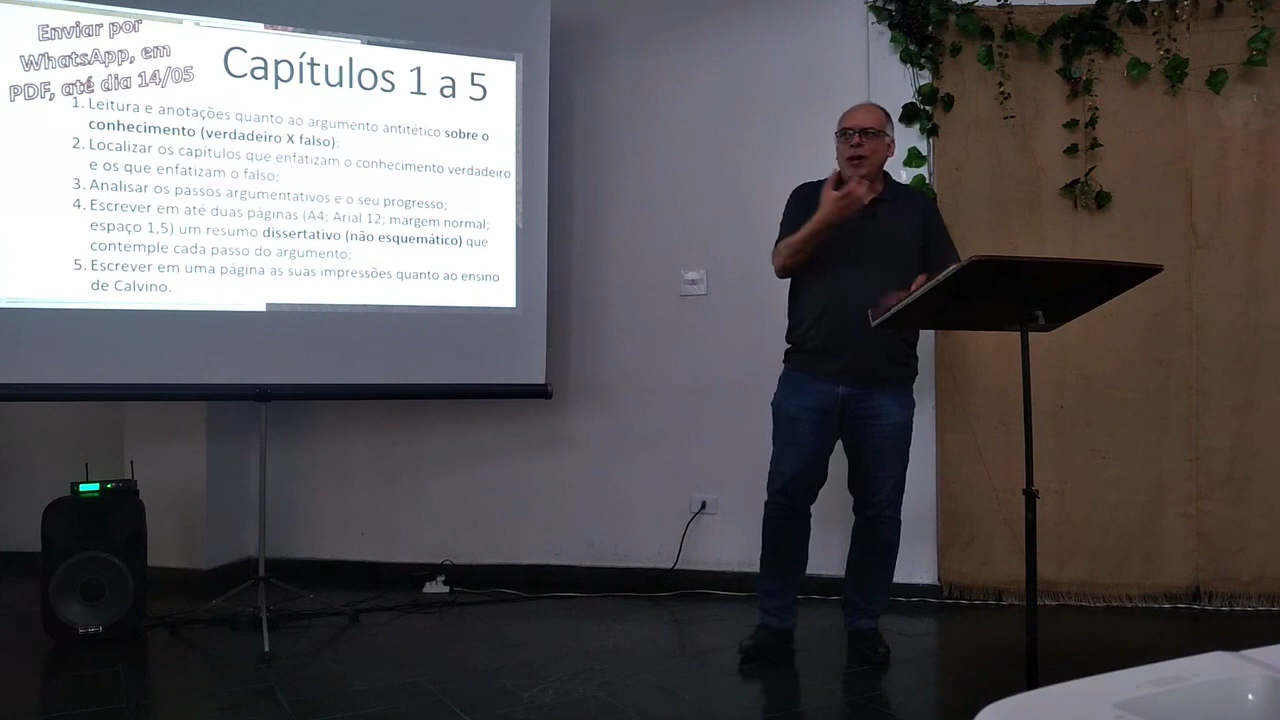 Enviar por
WhatsApp, em
PDF, até dia 14/05
Capítulos 1 a 5
1. Leitura e anotações quanto ao argumento antitético sobre o
conhecimento (verdadeiro X falso);
2. Localizar os capítulos que enfatizam o conhecimento verdadeiro
e os que enfatizam o falso;
3. Analisar os passos argumentativos e o seu progresso;
4. Escrever em até duas páginas (A4; Arial 12; margem normal;
espaço 1,5) um resumo dissertativo (não esquemático) que
contemple cada passo do argumento;
5. Escrever em uma página as suas impressões quanto ao ensino
de Calvino.